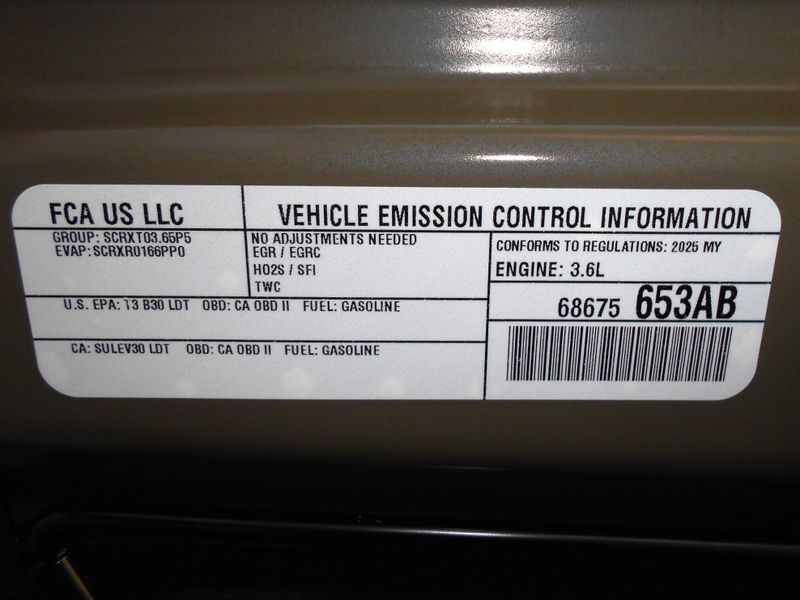 FCA US LLC
VEHICLE EMISSION CONTROL INFORMATION
GROUP: SCRXT03.65P5
EVAP: SCRXR0166PP0
NO ADJUSTMENTS NEEDED
EGR / EGRC
HO2S / SFI
TWC
CONFORMS TO REGULATIONS: 2025 MY
ENGINE: 3.6L
U.S. EPA: T3 B30 LDT OBD: CA OBD II FUEL: GASOLINE
68675 653AB
CA: SULEV30 LDT OBD: CA OBD II FUEL: GASOLINE